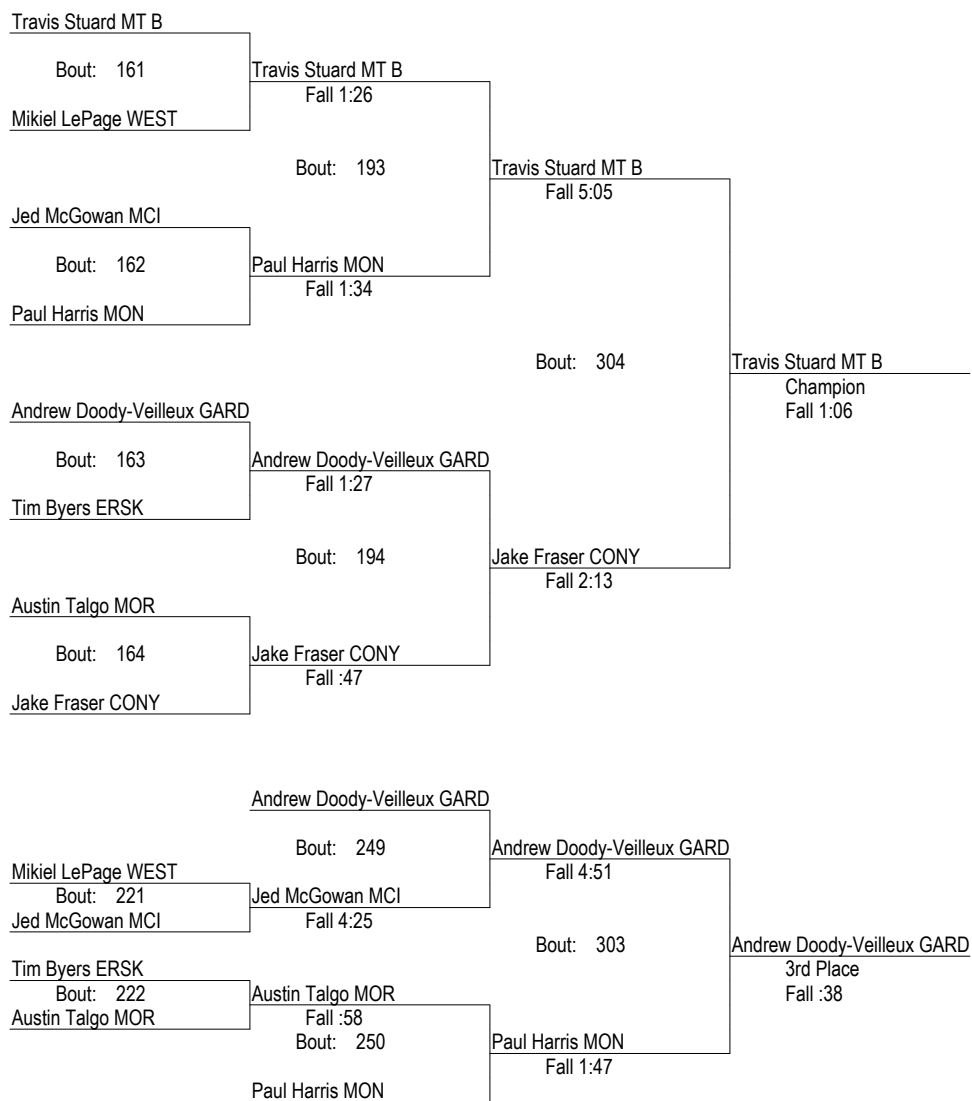 Travis Stuard MT B
Bout: 161
Travis Stuard MT B
Fall 1:26
Mikiel LePage WEST
Bout: 193
Travis Stuard MT B
Fall 5:05
Jed McGowan MCI
Bout: 162
Paul Harris MON
Fall 1:34
Paul Harris MON
Bout: 304
Travis Stuard MT B
Champion
Fall 1:06
Andrew Doody-Veilleux GARD
Bout: 163
Andrew Doody-Veilleux GARD
Fall 1:27
Tim Byers ERSK
Bout: 194
Jake Fraser CONY
Fall 2:13
Austin Talgo MOR
Bout: 164
Jake Fraser CONY
Fall :47
Jake Fraser CONY
Andrew Doody-Veilleux GARD
Bout: 249
Andrew Doody-Veilleux GARD
Fall 4:51
Mikiel LePage WEST
Bout: 221
Jed McGowan MCI
Jed McGowan MCI
Fall 4:25
Bout: 303
Andrew Doody-Veilleux GARD
3rd Place
Fall :38
Tim Byers ERSK
Bout: 222
Austin Talgo MOR
Austin Talgo MOR
Fall :58
Bout: 250
Paul Harris MON
Fall 1:47
Paul Harris MON